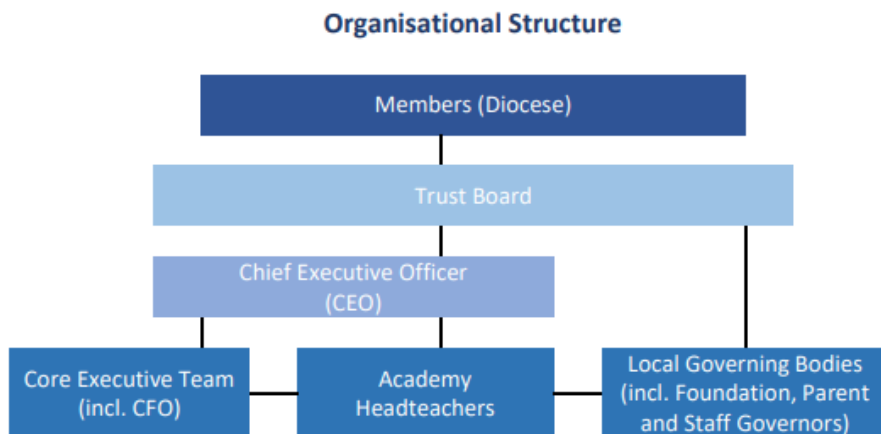 Organisational Structure
Members (Diocese)
Trust Board
Chief Executive Officer
(CEO)
Core Executive Team
(incl. CFO)
Academy
Headteachers
Local Governing Bodies
(incl. Foundation, Parent
and Staff Governors)